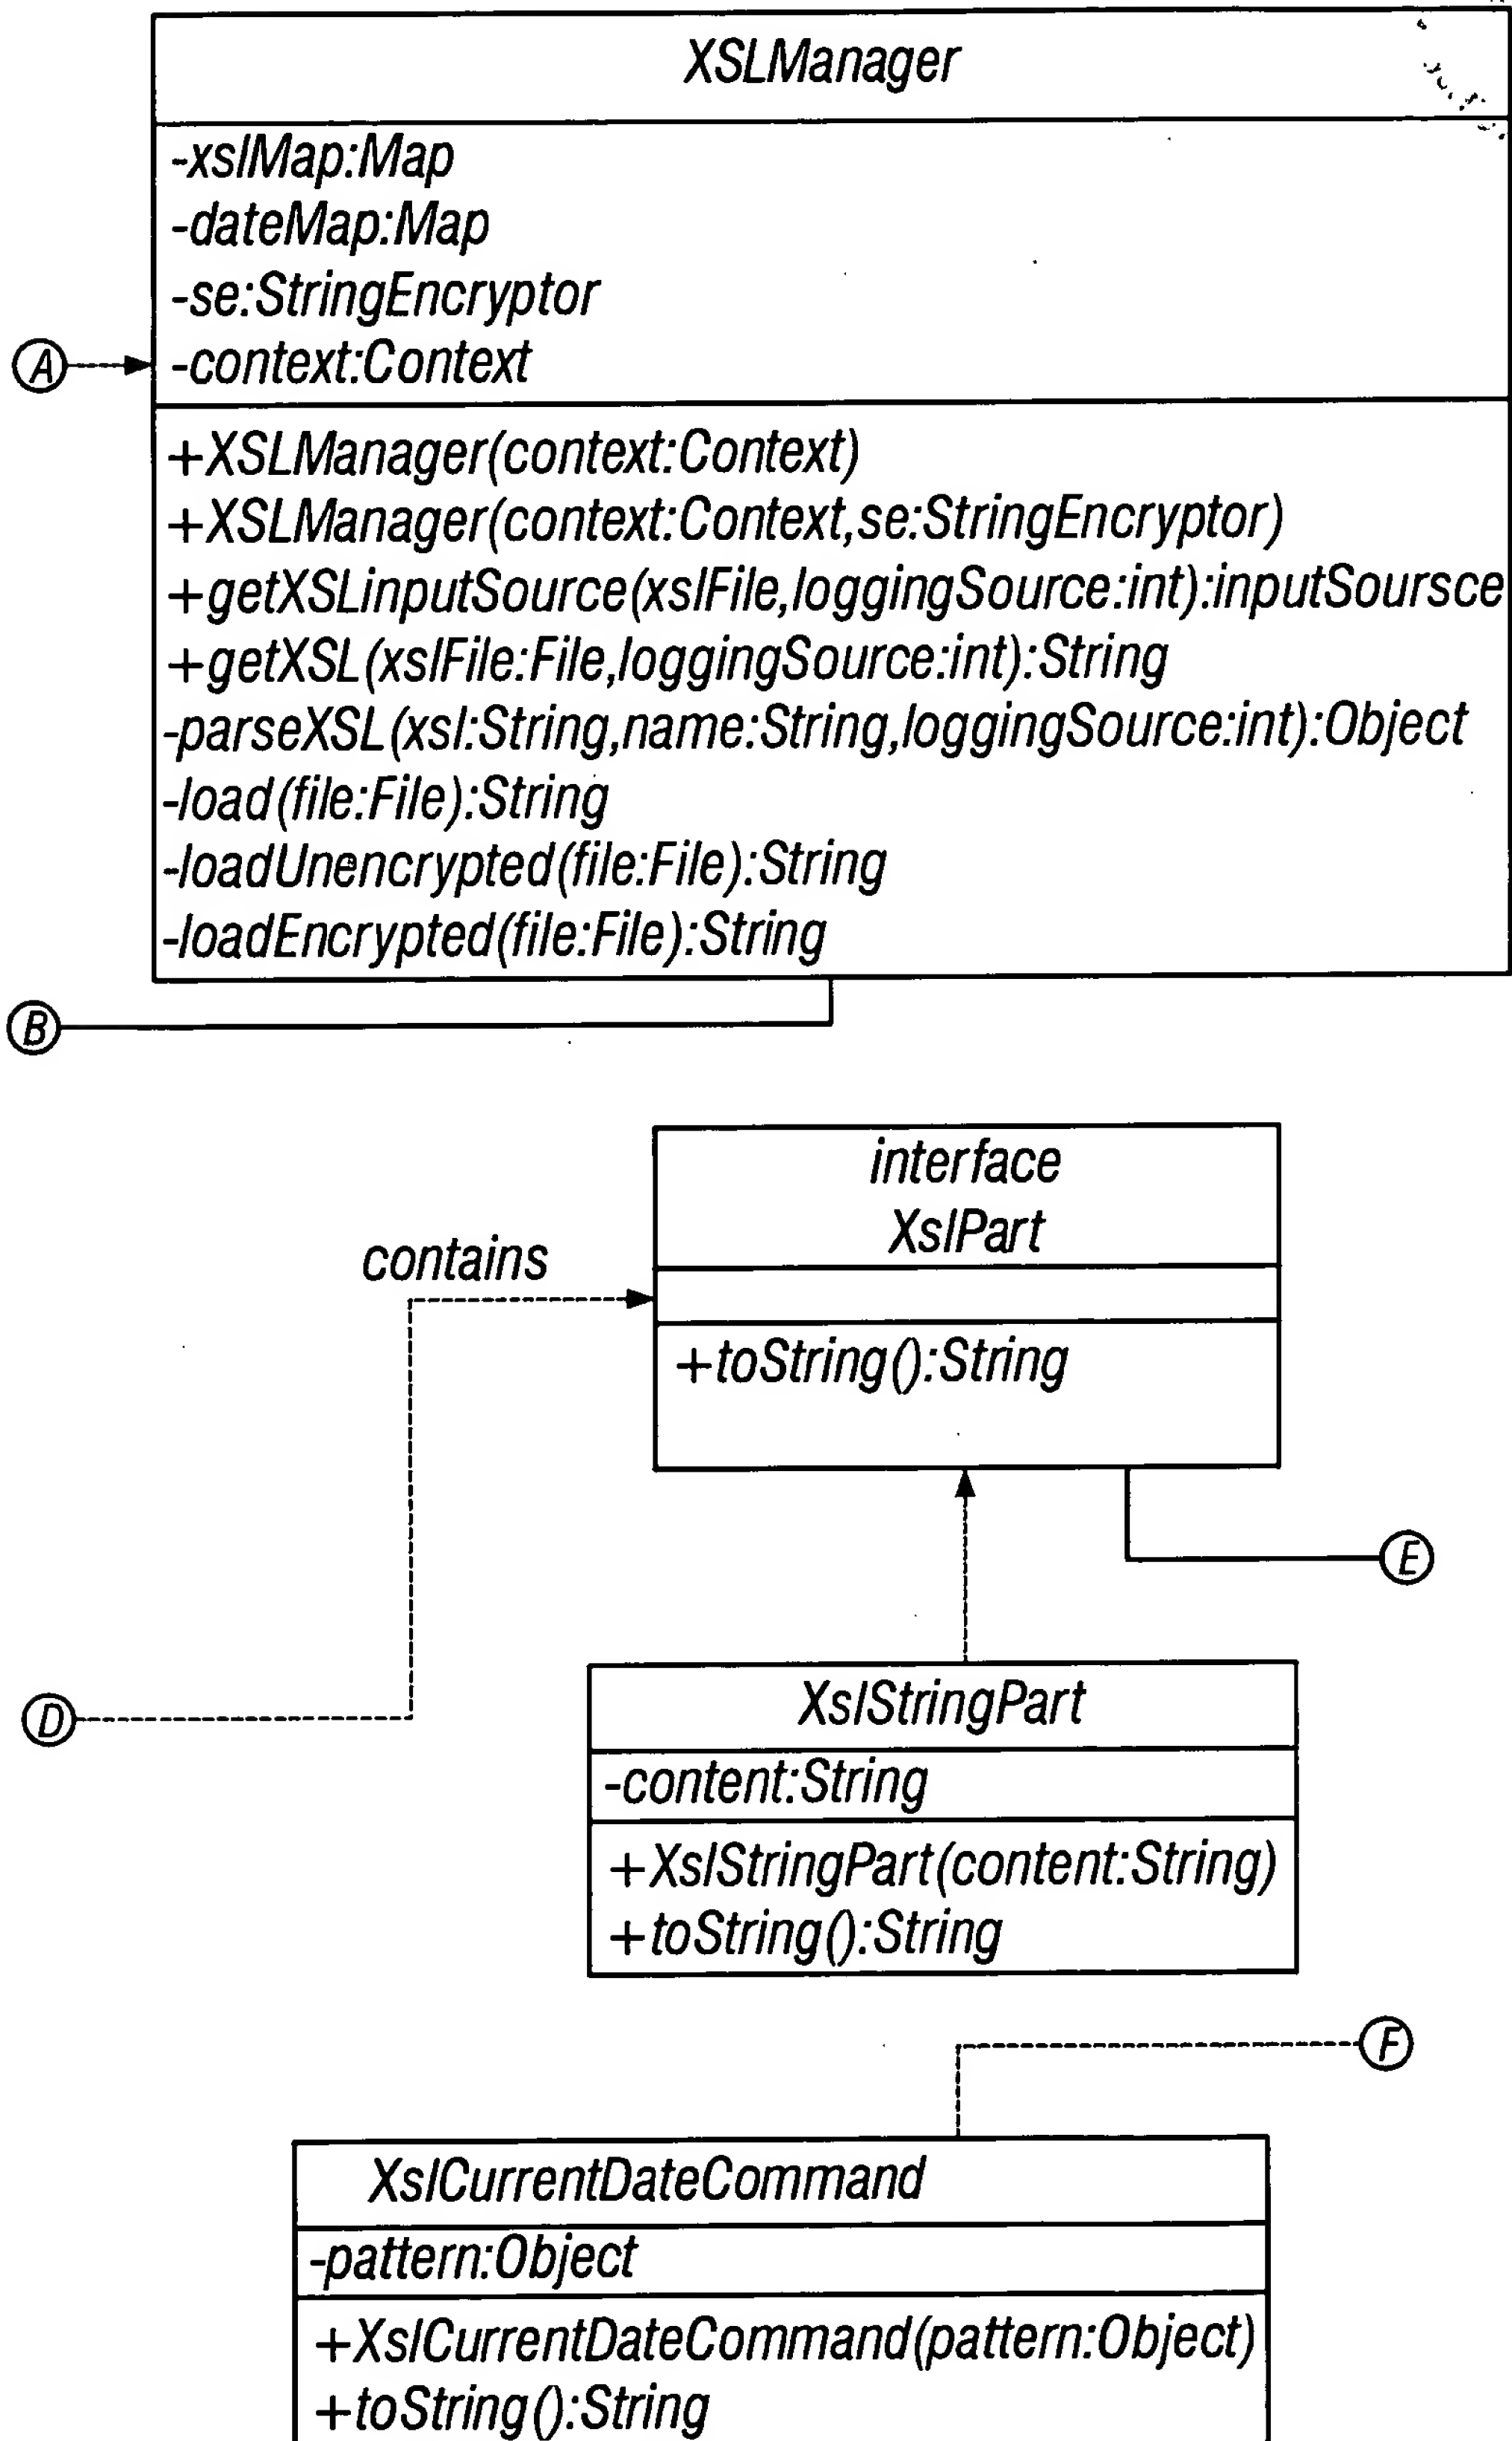 XSLManager
-xslMap:Map
-dateMap:Map
-se:StringEncryptor
A
-context:Context
+XSLManager(context:Context)
+XSLManager(context:Context,se:StringEncryptor)
+getXSLinputSource(xslFile,loggingSource:int):inputSoursce
+getXSL(xslFile:File,loggingSource:int):String
-parseXSL(xsl:String,name:String,loggingSource:int):Object
-load(file:File):String
-loadUnencrypted(file:File):String
-loadEncrypted(file:File):String
B
interface
XslPart
contains
+toString():String
E
D
XslStringPart
-content:String
+XslStringPart(content:String)
+toString():String
F
XslCurrentDateCommand
-pattern:Object
+XslCurrentDateCommand(pattern:Object)
+toString():String